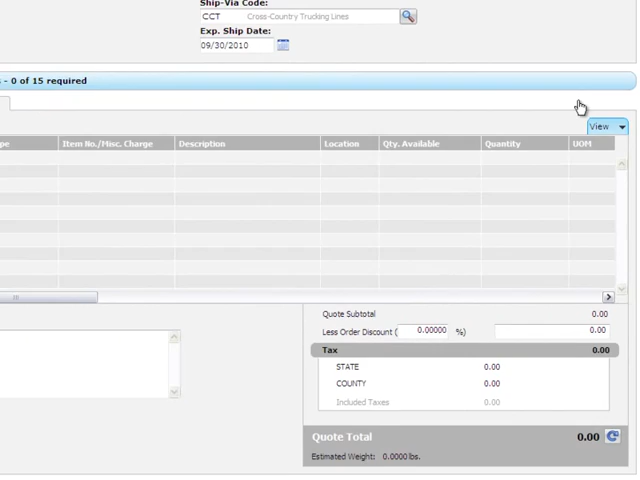 Ship-Via Code:
CCT Cross-Country Trucking Lines
Exp. Ship Date:
09/30/2010
- 0 of 15 required
View
pe Item No./Misc. Charge Description Location Qty. Available Quantity UOM
Quote Subtotal 0.00
Less Order Discount ( 0.00000 %) 0.00
Tax 0.00
STATE 0.00
COUNTY 0.00
Included Taxes 0.00
Quote Total 0.00
Estimated Weight: 0.0000 lbs.